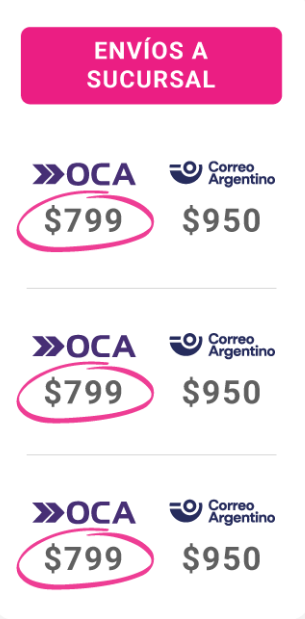 ENVÍOS A
SUCURSAL
OCA
Correo
Argentino
$799
$950
OCA
Correo
Argentino
$799
$950
OCA
Correo
Argentino
$799
$950